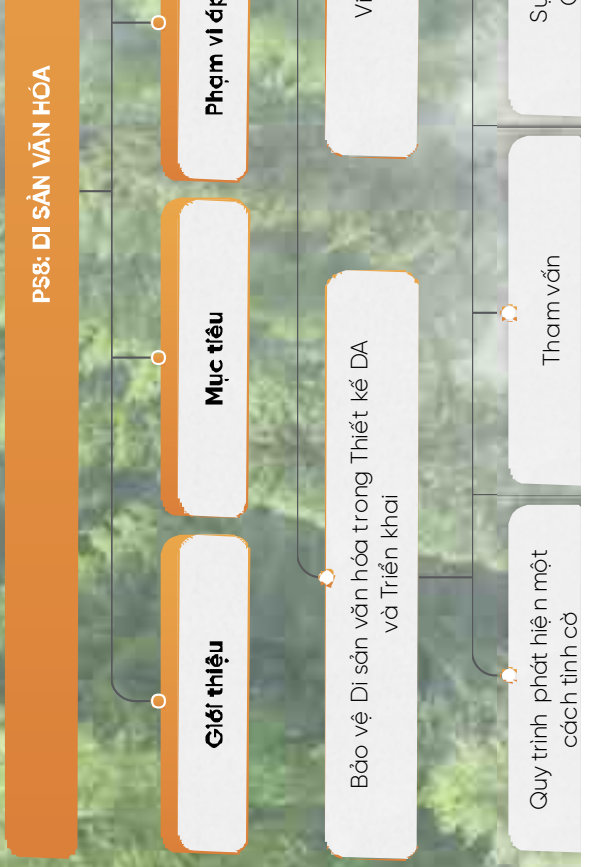 PS8: DI SẢN VĂN HÓA
Giới thiệu
Mục tiêu
Phạm vi áp
Bảo vệ Di sản văn hóa trong Thiết kế DA
và Triển khai
Quy trình phát hiện một
cách tình cờ
Tham vấn